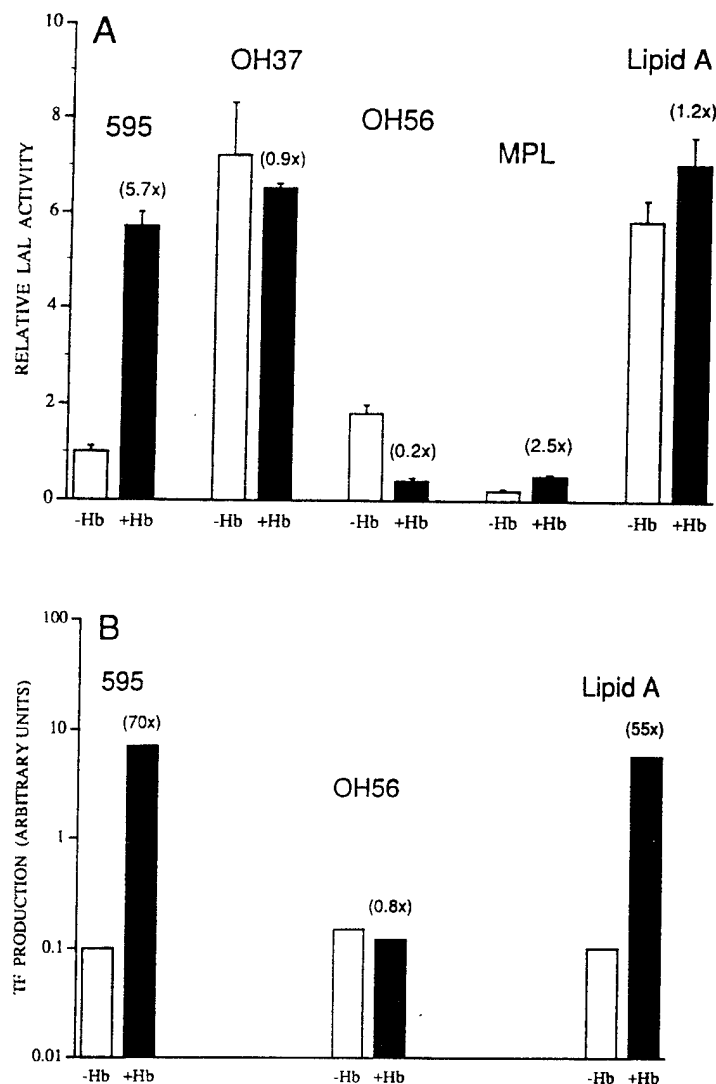 A
10
8
6
4
2
0
RELATIVE LAL ACTIVITY
595
(5.7x)
OH37
(0.9x)
OH56
(0.2x)
MPL
(2.5x)
Lipid A
(1.2x)
-Hb +Hb -Hb +Hb -Hb +Hb -Hb +Hb -Hb +Hb
B
100
10
1
0.1
0.01
TF PRODUCTION (ARBITRARY UNITS)
595
(70x)
OH56
(0.8x)
Lipid A
(55x)
-Hb +Hb -Hb +Hb -Hb +Hb